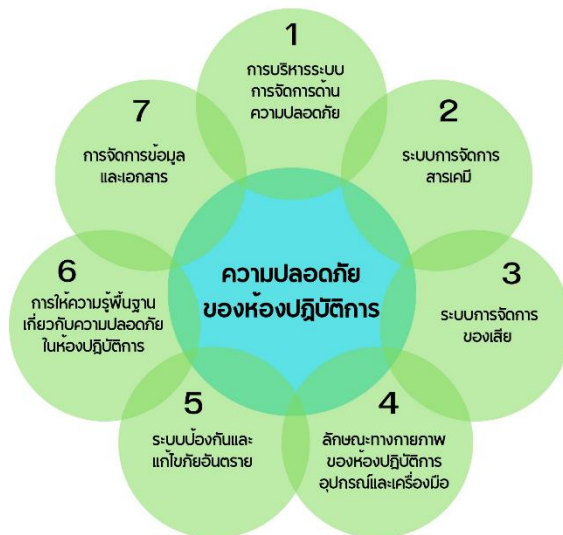 1
การบริหารระบบ
การจัดการด้าน
ความปลอดภัย
2
ระบบการจัดการ
สารเคมี
3
ระบบการจัดการ
ของเสีย
4
ลักษณะทางกายภาพ
ของห้องปฏิบัติการ
อุปกรณ์และเครื่องมือ
5
ระบบป้องกันและ
แก้ไขภัยอันตราย
6
การให้ความรู้พื้นฐาน
เกี่ยวกับความปลอดภัย
ในห้องปฏิบัติการ
7
การจัดการข้อมูล
และเอกสาร
ความปลอดภัย
ของห้องปฏิบัติการ